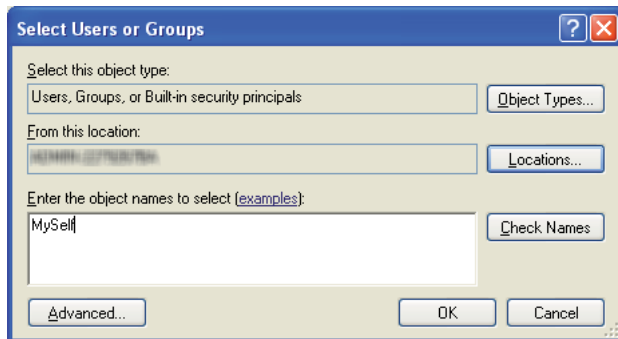 Select Users or Groups
Select this object type:
Users, Groups, or Built-in security principals
Object Types...
From this location:
Locations...
Enter the object names to select (examples):
MySelf
Check Names
Advanced...
OK
Cancel